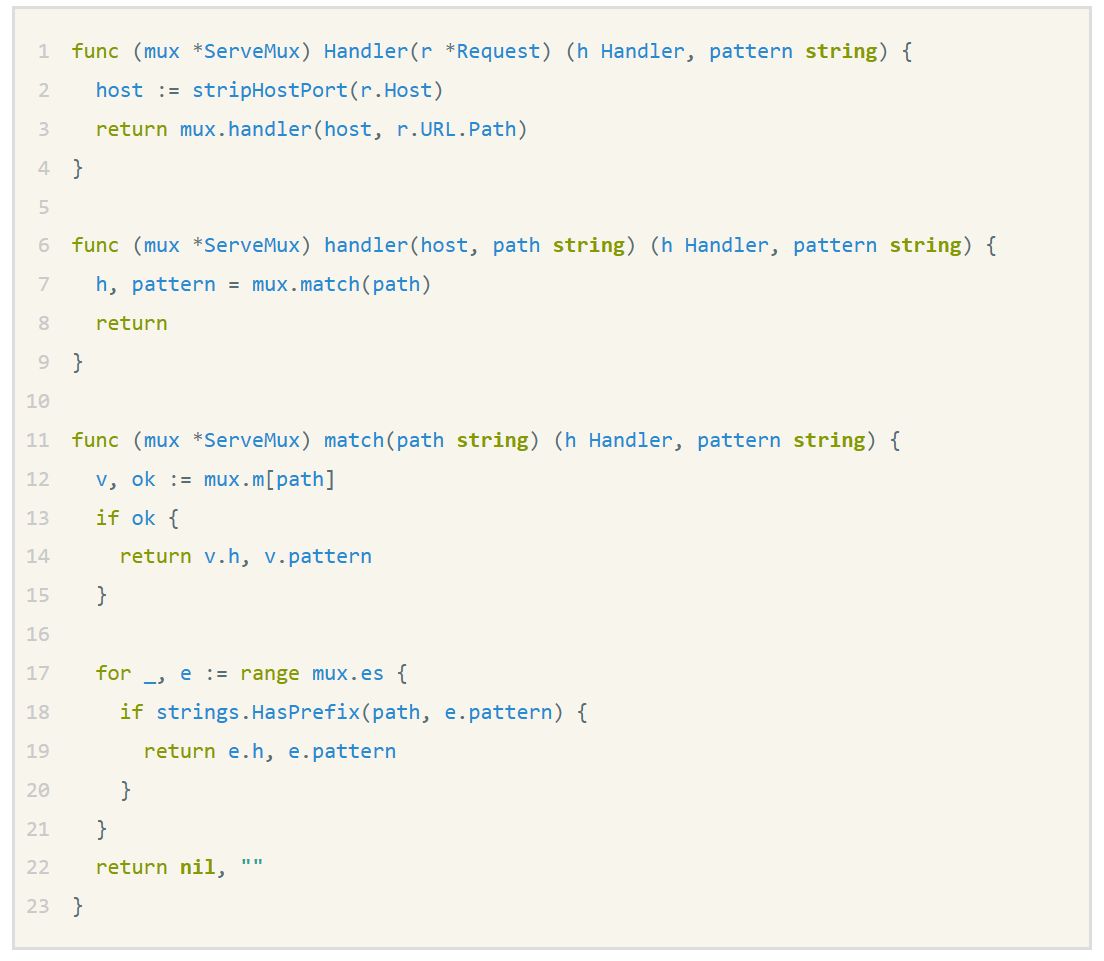 1 func (mux *ServeMux) Handler(r *Request) (h Handler, pattern string) {
2   host := stripHostPort(r.Host)
3   return mux.handler(host, r.URL.Path)
4 }
5
6 func (mux *ServeMux) handler(host, path string) (h Handler, pattern string) {
7   h, pattern = mux.match(path)
8   return
9 }
10
11 func (mux *ServeMux) match(path string) (h Handler, pattern string) {
12   v, ok := mux.m[path]
13   if ok {
14     return v.h, v.pattern
15   }
16
17   for _, e := range mux.es {
18     if strings.HasPrefix(path, e.pattern) {
19       return e.h, e.pattern
20     }
21   }
22   return nil, ""
23 }